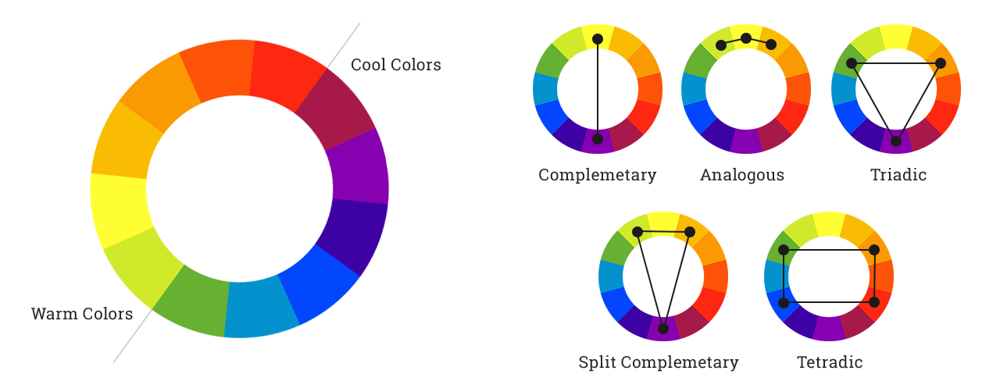 Cool Colors
Warm Colors
Complemetary
Analogous
Triadic
Split Complemetary
Tetradic